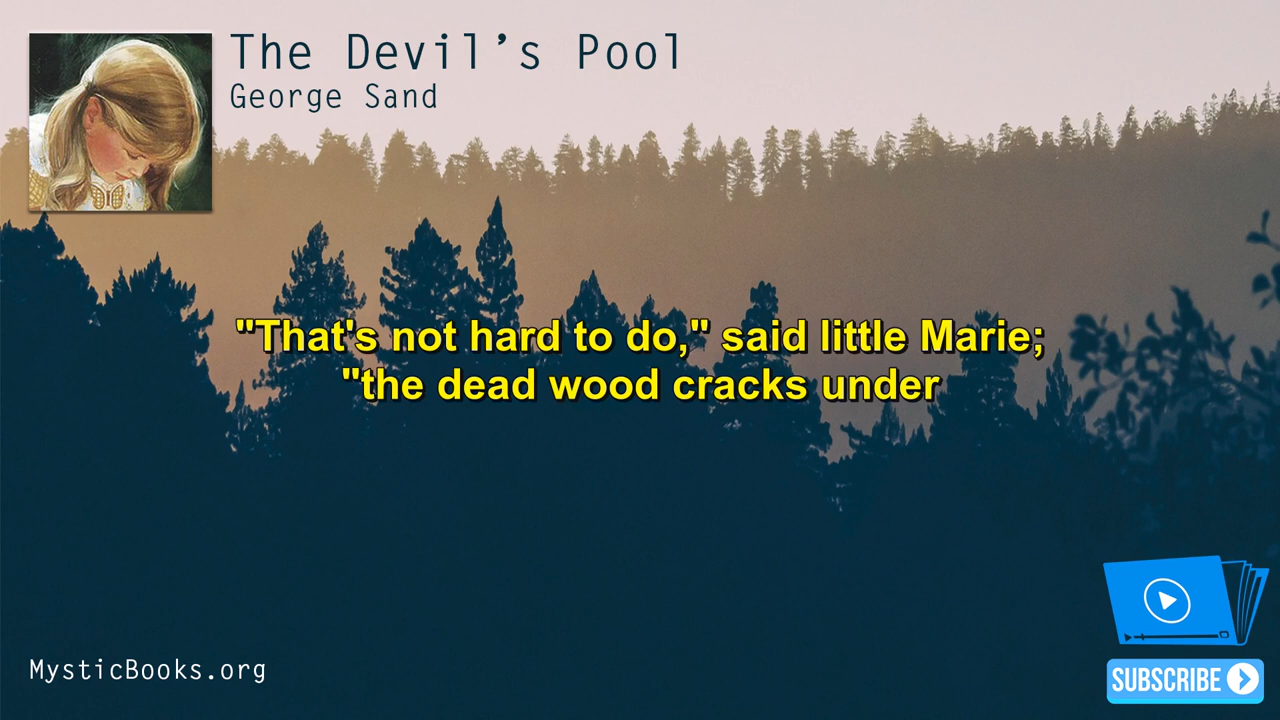 The Devil's Pool
George Sand
"That's not hard to do," said little Marie;
"the dead wood cracks under
MysticBooks.org
SUBSCRIBE